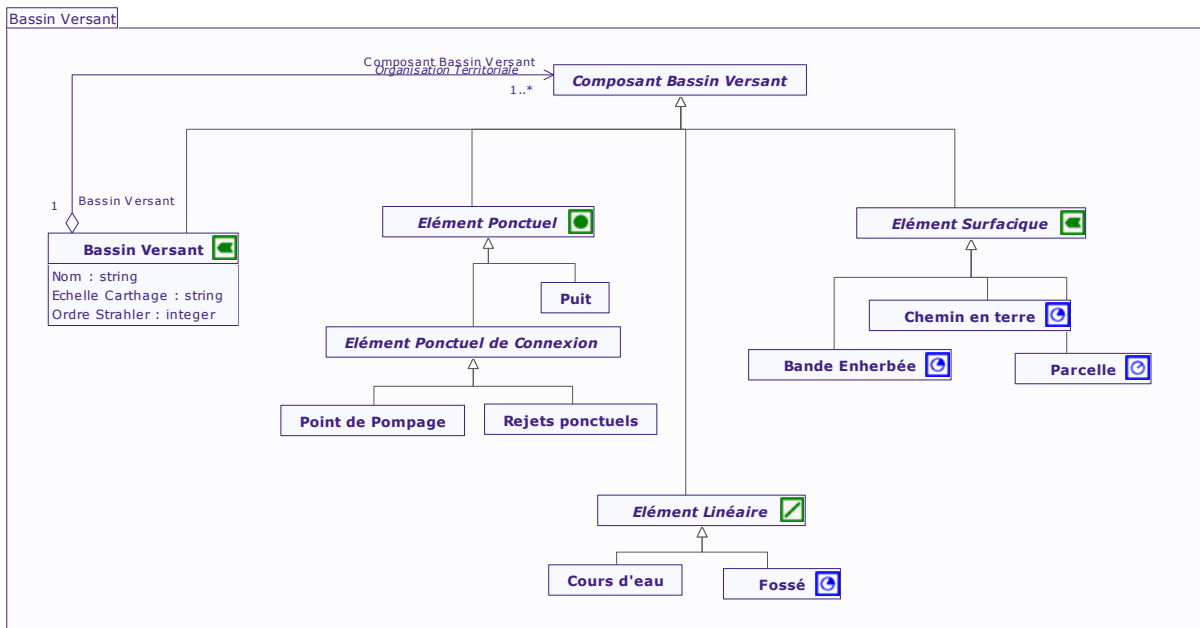 Bassin Versant
Composant Bassin Versant
Organisation Territoriale
1..*
Composant Bassin Versant
1
Bassin Versant
Bassin Versant
Nom : string
Echelle Carthage : string
Ordre Strahler : integer
Elément Ponctuel
Elément Surfacique
Puit
Chemin en terre
Elément Ponctuel de Connexion
Bande Enherbée
Parcelle
Point de Pompage
Rejets ponctuels
Elément Linéaire
Cours d'eau
Fossé